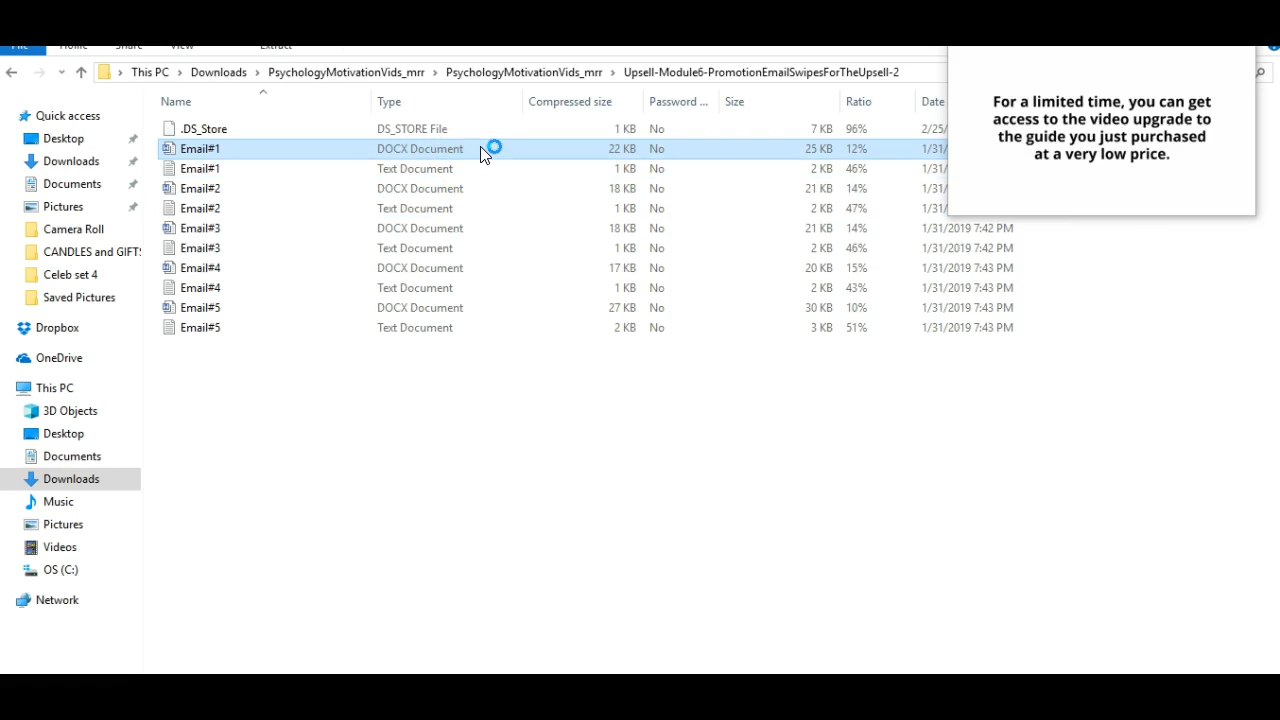 File Home Share View Extract
This PC > Downloads > PsychologyMotivationVids_mrr > PsychologyMotivationVids_mrr > Upsell-Module6-PromotionEmailSwipesForTheUpsell-2
Name Type Compressed size Password ... Size Ratio Date
.DS_Store DS_STORE File 1 KB No 7 KB 96% 2/25/
Email#1 DOCX Document 22 KB No 25 KB 12% 1/31/
Email#1 Text Document 1 KB No 2 KB 46% 1/31/
Email#2 DOCX Document 18 KB No 21 KB 14% 1/31/
Email#2 Text Document 1 KB No 2 KB 47% 1/31/
Email#3 DOCX Document 18 KB No 21 KB 14% 1/31/2019 7:42 PM
Email#3 Text Document 1 KB No 2 KB 46% 1/31/2019 7:42 PM
Email#4 DOCX Document 17 KB No 20 KB 15% 1/31/2019 7:43 PM
Email#4 Text Document 1 KB No 2 KB 43% 1/31/2019 7:43 PM
Email#5 DOCX Document 27 KB No 30 KB 10% 1/31/2019 7:43 PM
Email#5 Text Document 2 KB No 3 KB 51% 1/31/2019 7:43 PM
Quick access
Desktop
Downloads
Documents
Pictures
Camera Roll
CANDLES and GIFTS
Celeb set 4
Saved Pictures
Dropbox
OneDrive
This PC
3D Objects
Desktop
Documents
Downloads
Music
Pictures
Videos
OS (C:)
Network
For a limited time, you can get
access to the video upgrade to
the guide you just purchased
at a very low price.